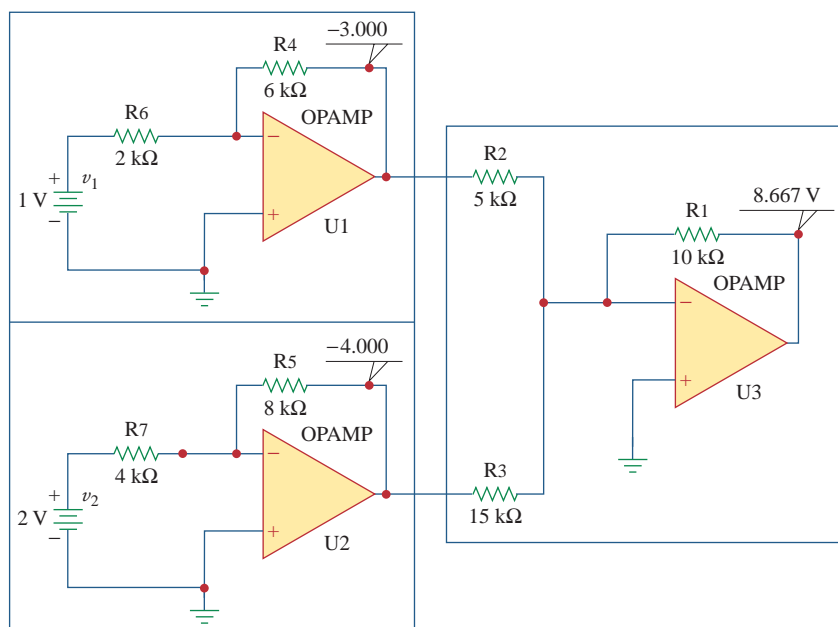 −3.000
R4
6 kΩ
OPAMP
R6
2 kΩ
+
v1
1 V
−
−
+
U1
R2
5 kΩ
8.667 V
R1
10 kΩ
OPAMP
−
+
U3
−4.000
R5
8 kΩ
OPAMP
R7
4 kΩ
+
v2
2 V
−
−
+
U2
R3
15 kΩ